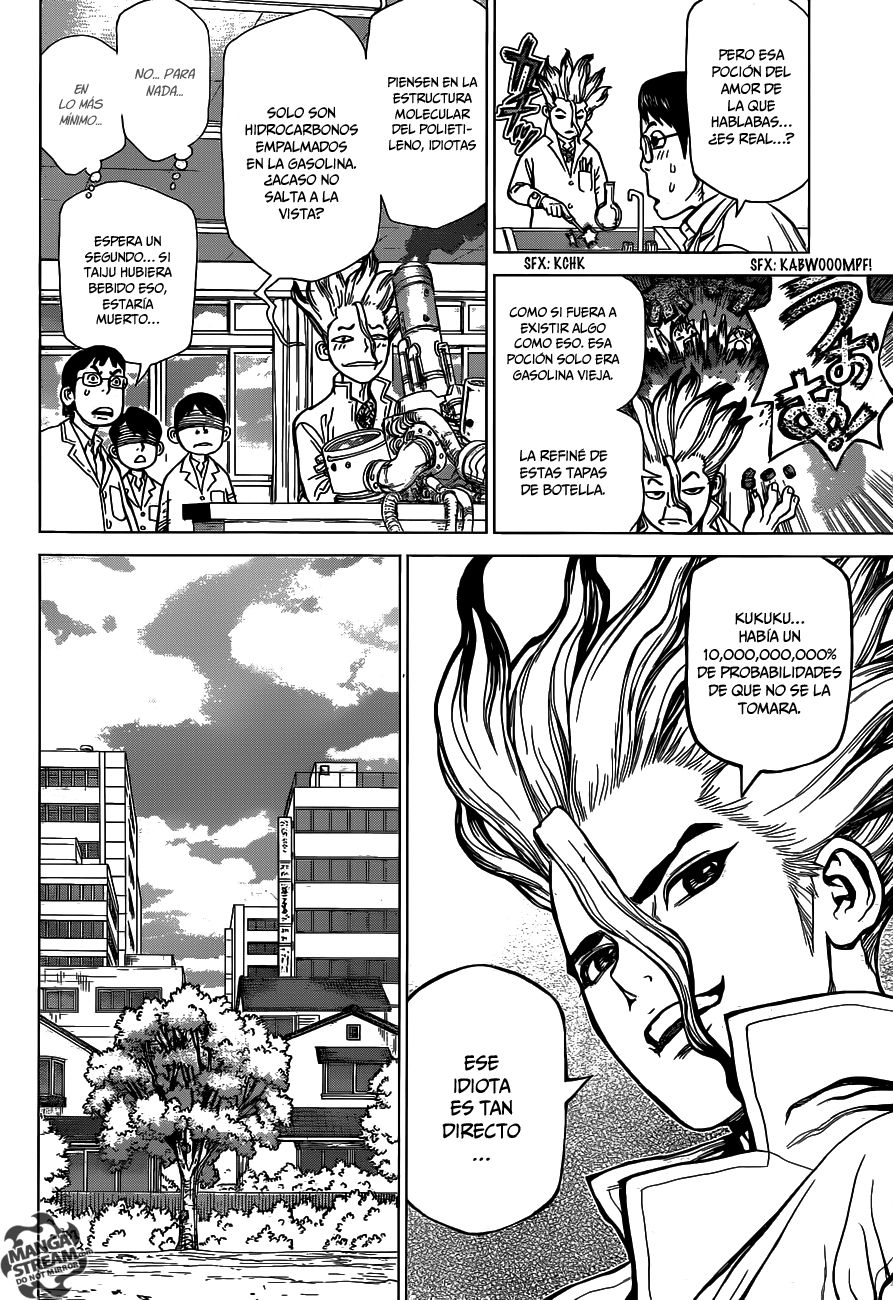 PERO ESA
POCIÓN DEL
AMOR DE
LA QUE
HABLABAS...
¿ES REAL...?
SFX: KCHK
SFX: KABWOOOMPF!
PIENSEN EN LA
ESTRUCTURA
MOLECULAR
DEL POLIETI-
LENO, IDIOTAS
SOLO SON
HIDROCARBONOS
EMPALMADOS
EN LA GASOLINA.
¿ACASO NO
SALTA A LA
VISTA?
NO... PARA
NADA...
EN
LO MÁS
MÍNIMO...
ESPERA UN
SEGUNDO... SI
TAIJU HUBIERA
BEBIDO ESO,
ESTARÍA
MUERTO...
COMO SI FUERA A
EXISTIR ALGO
COMO ESO. ESA
POCIÓN SOLO ERA
GASOLINA VIEJA.
LA REFINÉ DE
ESTAS TAPAS
DE BOTELLA.
KUKUKU...
HABÍA UN
10,000,000,000%
DE PROBABILIDADES
DE QUE NO SE LA
TOMARA.
ESE
IDIOTA
ES TAN
DIRECTO
...
MANGA
STREAM
DO NOT MIRROR